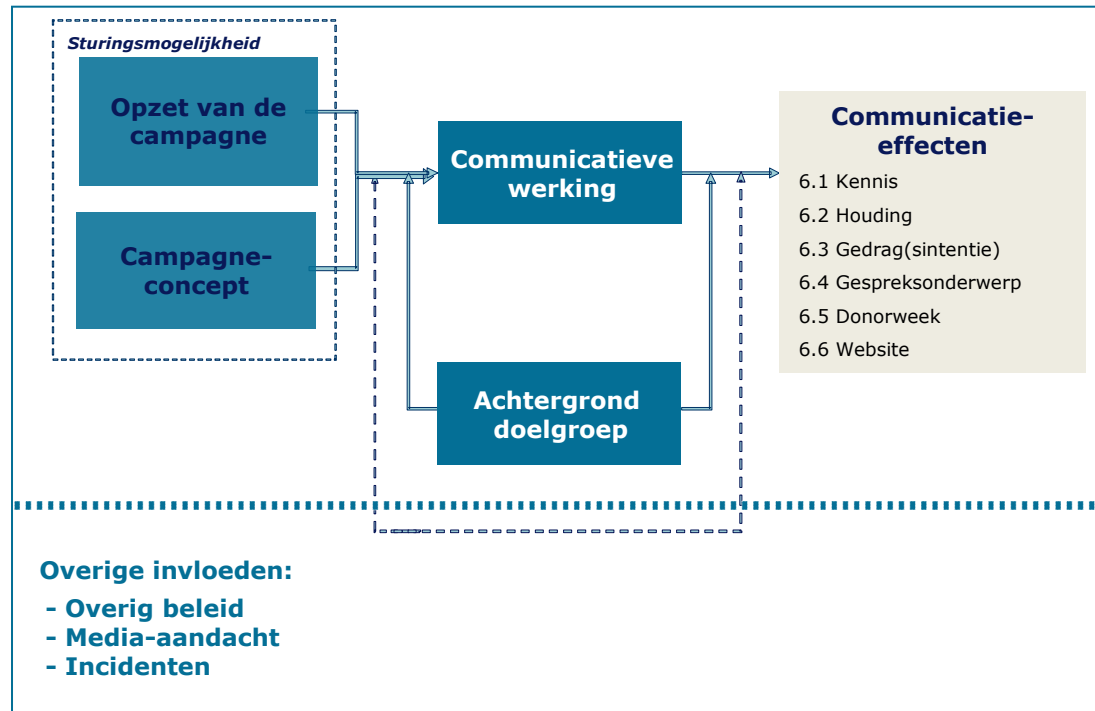 Sturingsmogelijkheid
Opzet van de
campagne
Campagne-
concept
Communicatieve
werking
Achtergrond
doelgroep
Communicatie-
effecten
6.1 Kennis
6.2 Houding
6.3 Gedrag(sintentie)
6.4 Gespreksonderwerp
6.5 Donorweek
6.6 Website
Overige invloeden:
- Overig beleid
- Media-aandacht
- Incidenten